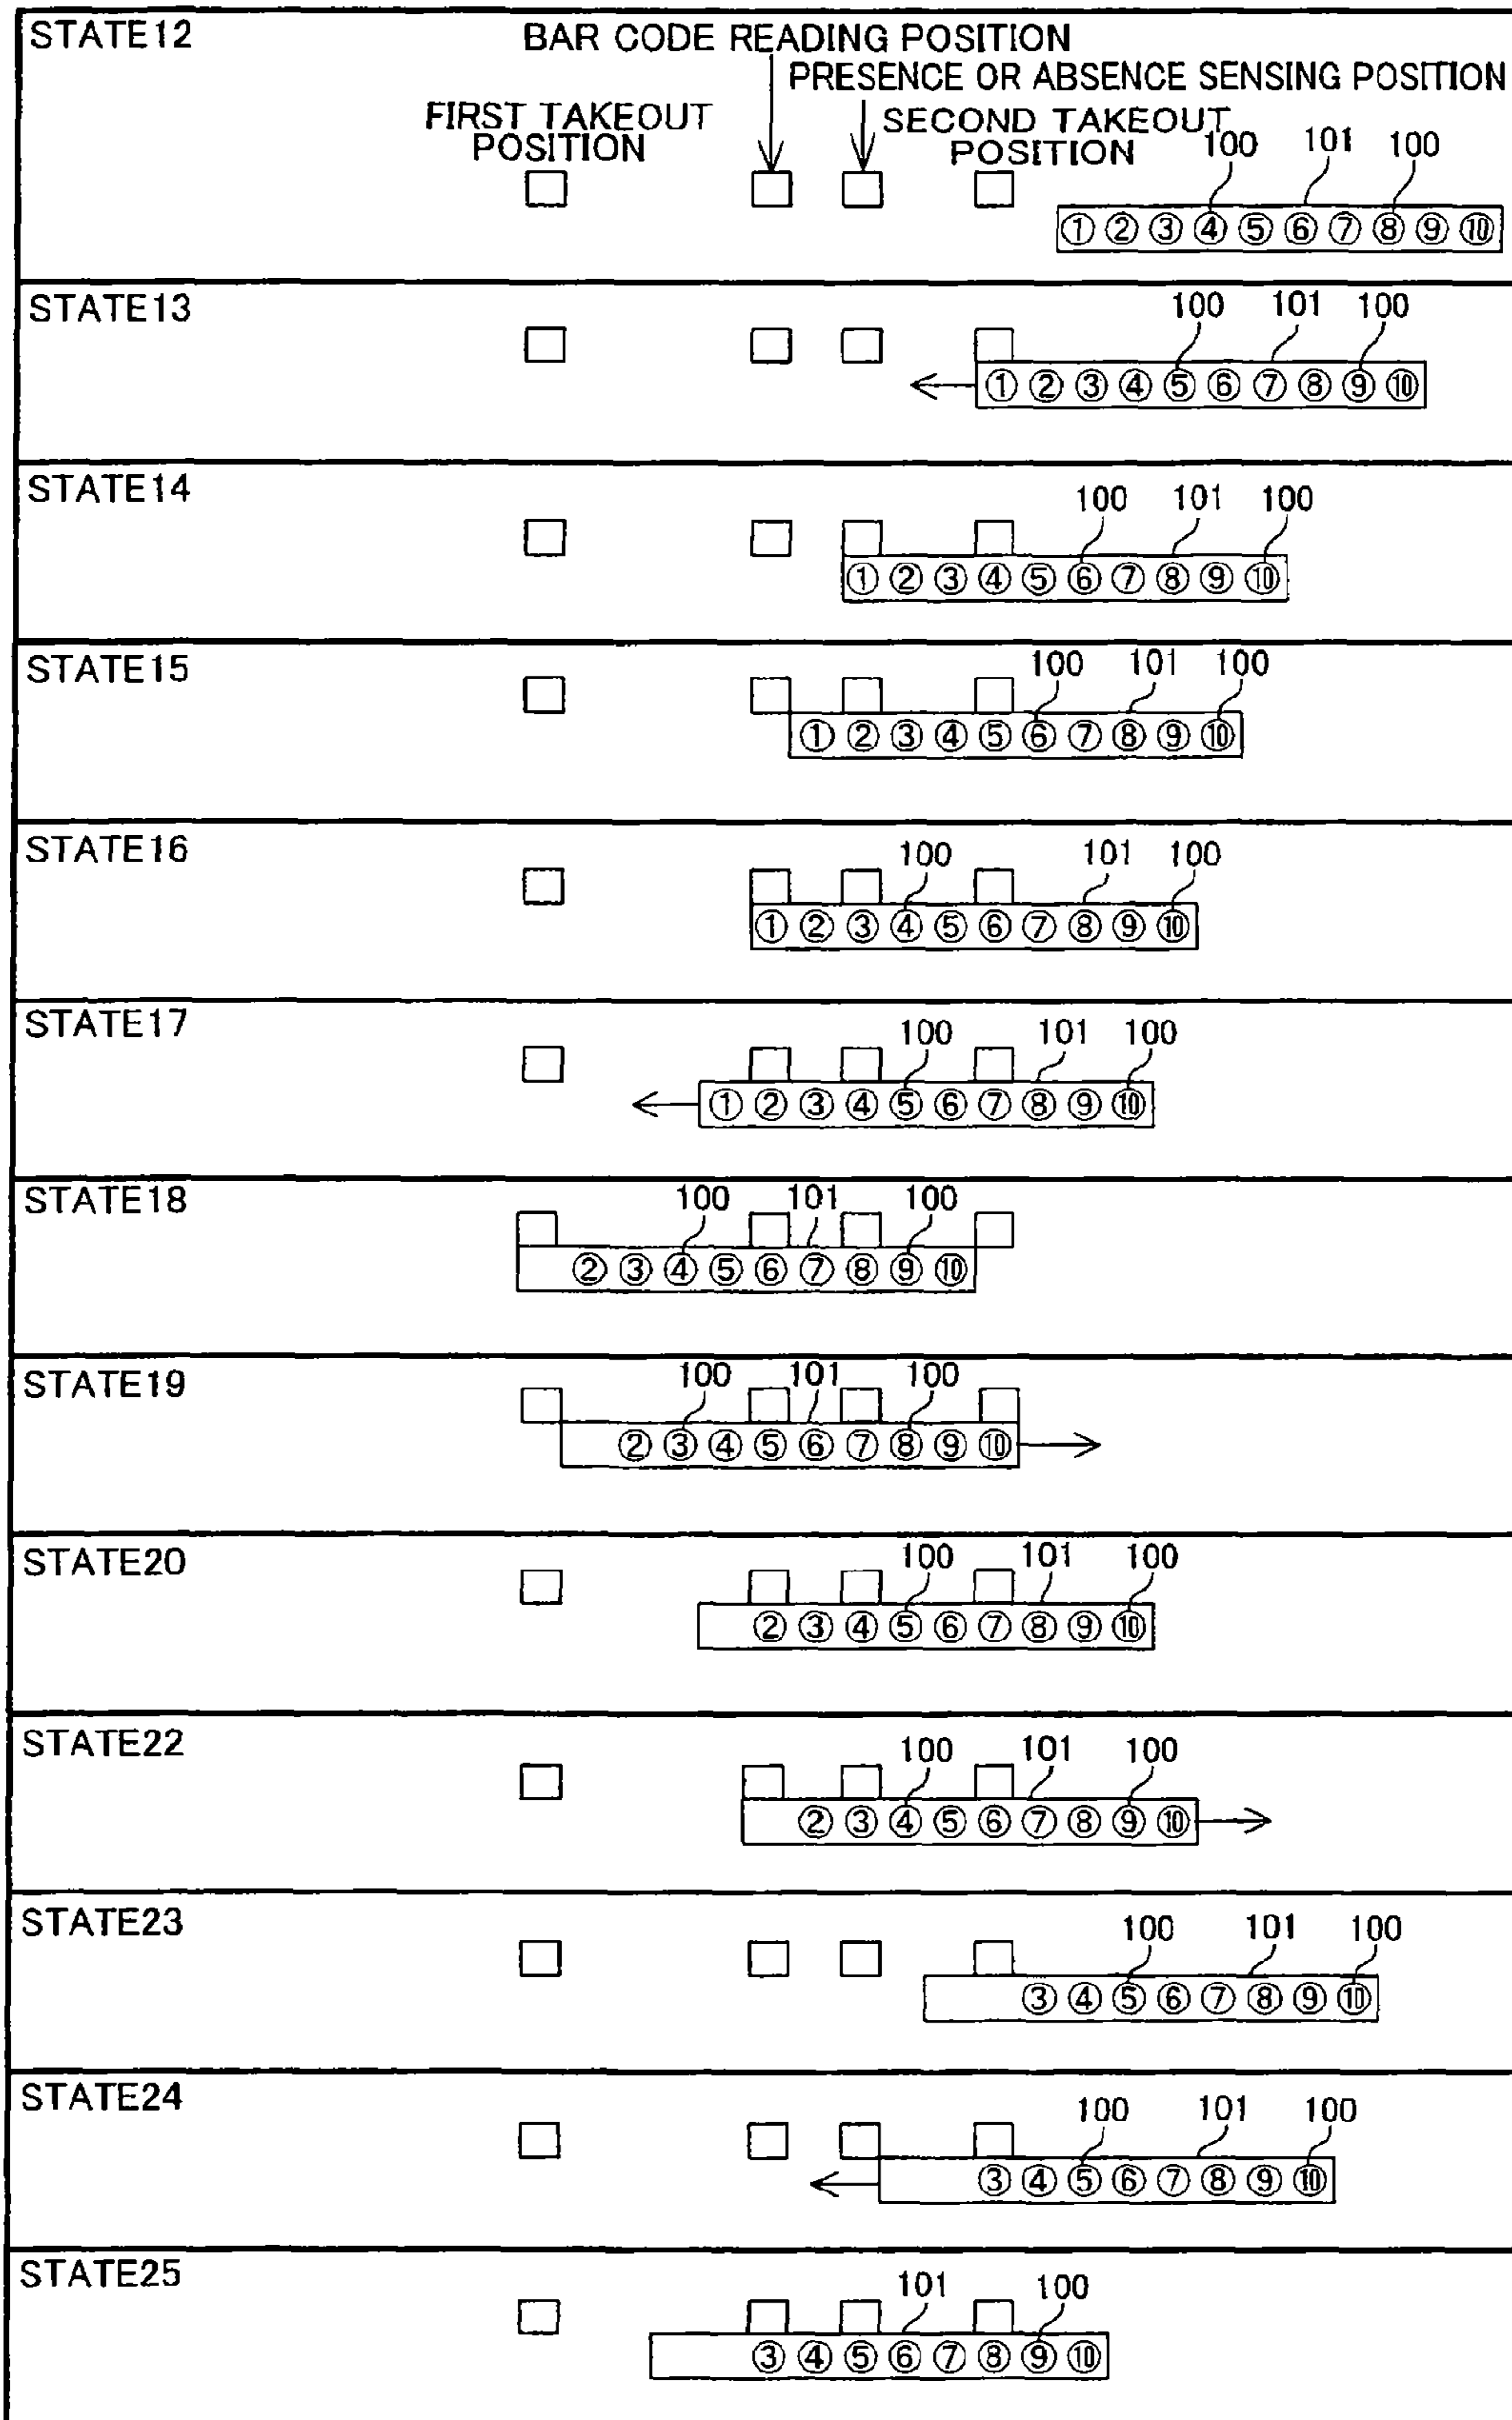 STATE12
BAR CODE READING POSITION
PRESENCE OR ABSENCE SENSING POSITION
FIRST TAKEOUT
POSITION
SECOND TAKEOUT
POSITION
100 101 100
① ② ③ ④ ⑤ ⑥ ⑦ ⑧ ⑨ ⑩
STATE13
100 101 100
① ② ③ ④ ⑤ ⑥ ⑦ ⑧ ⑨ ⑩
STATE14
100 101 100
① ② ③ ④ ⑤ ⑥ ⑦ ⑧ ⑨ ⑩
STATE15
100 101 100
① ② ③ ④ ⑤ ⑥ ⑦ ⑧ ⑨ ⑩
STATE16
100 101 100
① ② ③ ④ ⑤ ⑥ ⑦ ⑧ ⑨ ⑩
STATE17
100 101 100
① ② ③ ④ ⑤ ⑥ ⑦ ⑧ ⑨ ⑩
STATE18
100 101 100
② ③ ④ ⑤ ⑥ ⑦ ⑧ ⑨ ⑩
STATE19
100 101 100
② ③ ④ ⑤ ⑥ ⑦ ⑧ ⑨ ⑩
STATE20
100 101 100
② ③ ④ ⑤ ⑥ ⑦ ⑧ ⑨ ⑩
STATE22
100 101 100
② ③ ④ ⑤ ⑥ ⑦ ⑧ ⑨ ⑩
STATE23
100 101 100
③ ④ ⑤ ⑥ ⑦ ⑧ ⑨ ⑩
STATE24
100 101 100
③ ④ ⑤ ⑥ ⑦ ⑧ ⑨ ⑩
STATE25
101 100
③ ④ ⑤ ⑥ ⑦ ⑧ ⑨ ⑩